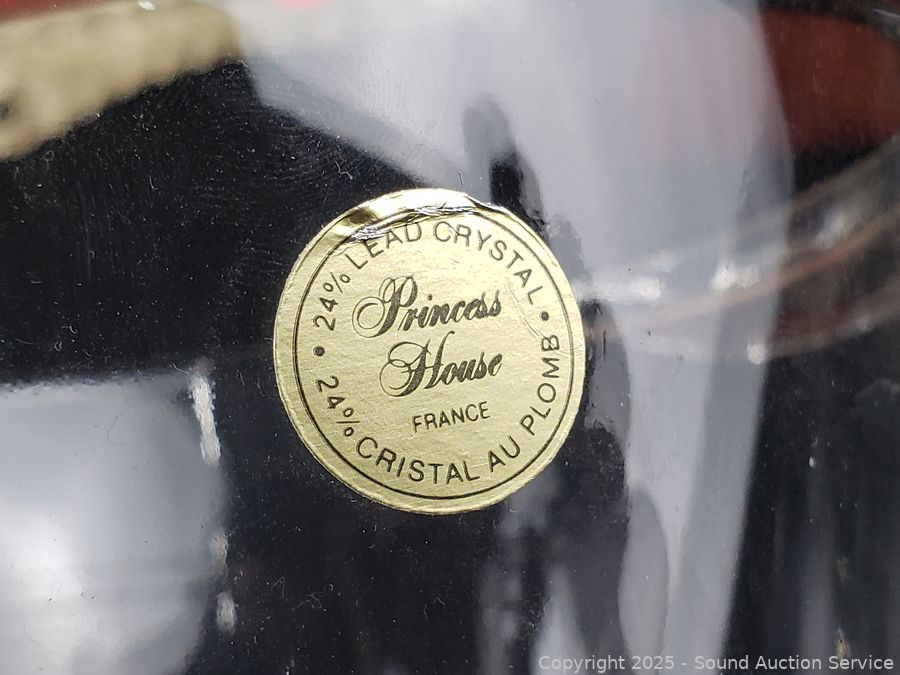 24% LEAD CRYSTAL
Princess
House
FRANCE
24% CRISTAL AU PLOMB
Copyright 2025 - Sound Auction Service